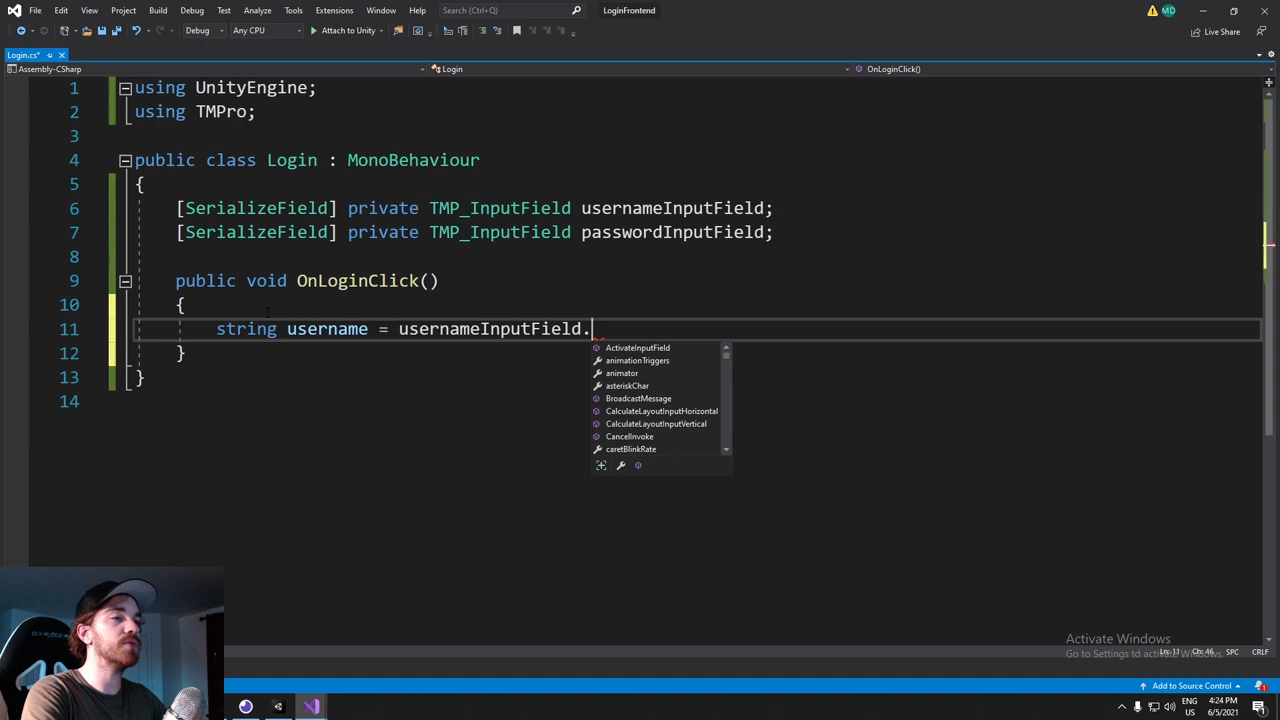 File Edit View Project Build Debug Test Analyze Tools Extensions Window Help Search (Ctrl+Q) LoginFrontend MD
Debug Any CPU Attach to Unity Live Share
Login.cs*
Assembly-CSharp Login OnLoginClick()
1 using UnityEngine;
2 using TMPro;
3
4 public class Login : MonoBehaviour
5 {
6 [SerializeField] private TMP_InputField usernameInputField;
7 [SerializeField] private TMP_InputField passwordInputField;
8
9 public void OnLoginClick()
10 {
11 string username = usernameInputField.
12 }
13 }
14
ActivateInputField
animationTriggers
animator
asteriskChar
BroadcastMessage
CalculateLayoutInputHorizontal
CalculateLayoutInputVertical
CancelInvoke
caretBlinkRate
Activate Windows
Go to Settings to activate Windows.
Ln: 11 Ch: 46 SPC CRLF
Add to Source Control 1
ENG 4:24 PM
US 6/5/2021 1